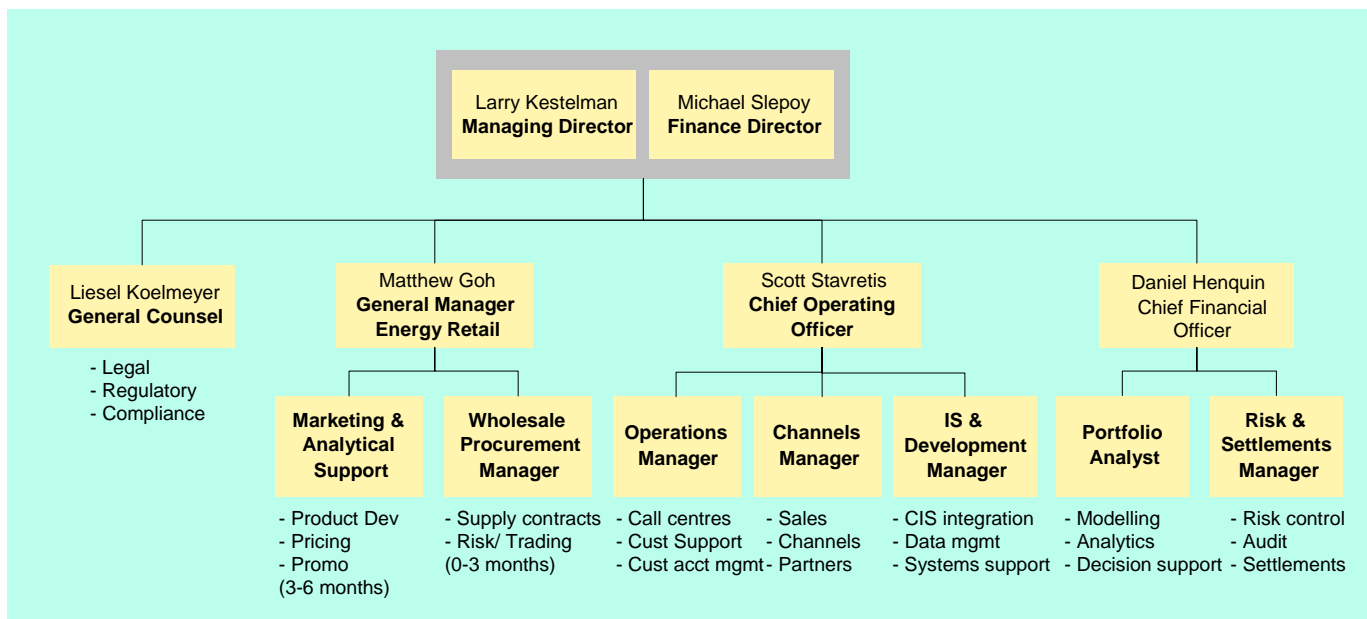 Larry Kestelman
Managing Director
Michael Slepoy
Finance Director
Liesel Koelmeyer
General Counsel
- Legal
- Regulatory
- Compliance
Matthew Goh
General Manager
Energy Retail
Scott Stavretis
Chief Operating
Officer
Daniel Henquin
Chief Financial
Officer
Marketing &
Analytical
Support
- Product Dev
- Pricing
- Promo
(3-6 months)
Wholesale
Procurement
Manager
- Supply contracts
- Risk/ Trading
(0-3 months)
Operations
Manager
- Call centres
- Cust Support
- Cust acct mgmt
Channels
Manager
- Sales
- Channels
- Partners
IS &
Development
Manager
- CIS integration
- Data mgmt
- Systems support
Portfolio
Analyst
- Modelling
- Analytics
- Decision support
Risk &
Settlements
Manager
- Risk control
- Audit
- Settlements